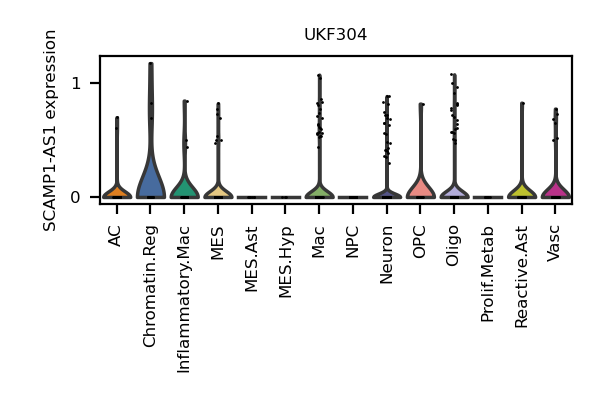 UKF304
SCAMP1-AS1 expression
1
0
AC
Chromatin.Reg
Inflammatory.Mac
MES
MES.Ast
MES.Hyp
Mac
NPC
Neuron
OPC
Oligo
Prolif.Metab
Reactive.Ast
Vasc